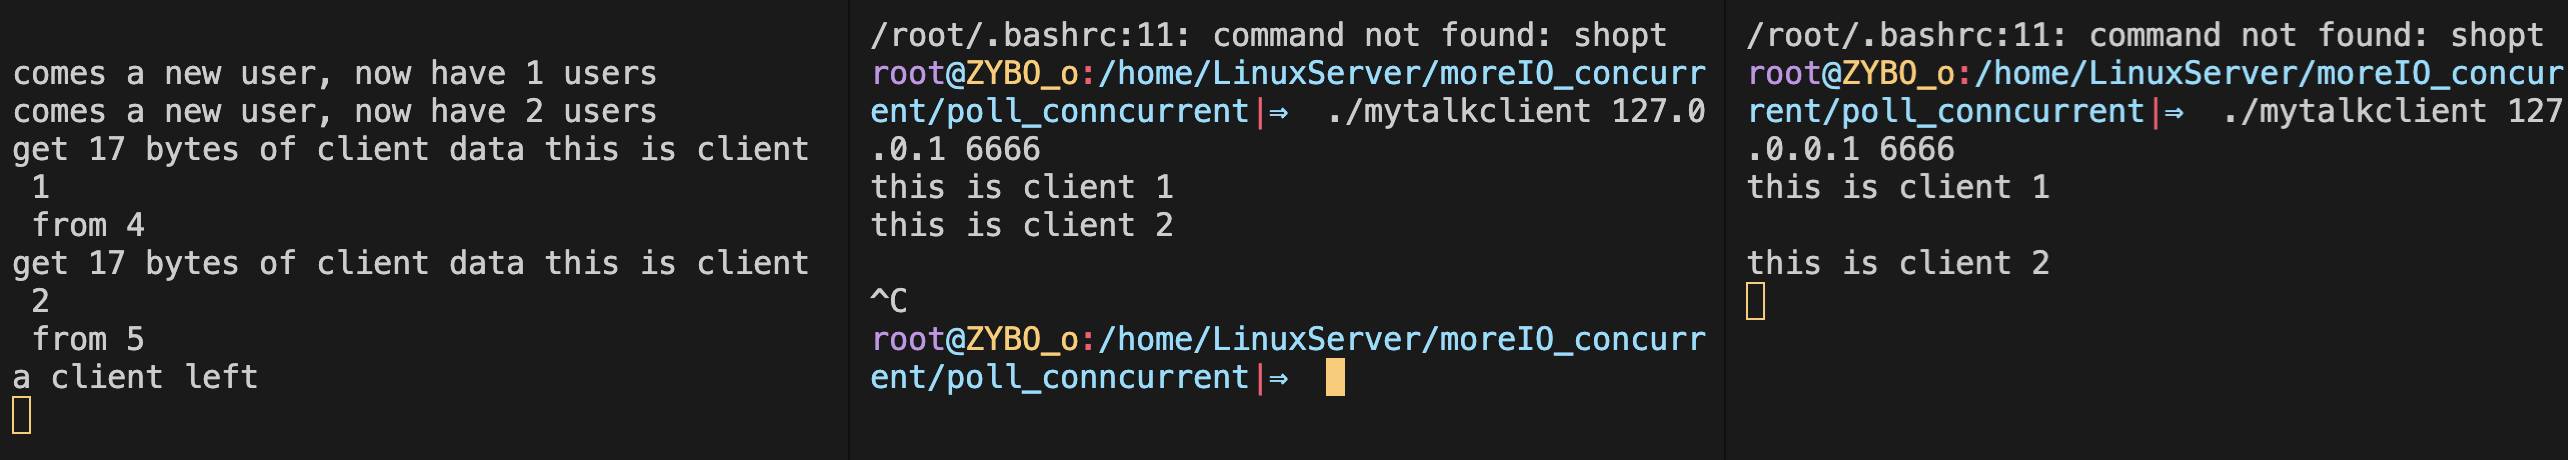 comes a new user, now have 1 users
comes a new user, now have 2 users
get 17 bytes of client data this is client
1
from 4
get 17 bytes of client data this is client
2
from 5
a client left
/root/.bashrc:11: command not found: shopt
root@ZYBO_o:/home/LinuxServer/moreIO_concurr
ent/poll_conncurrent|⇒ ./mytalkclient 127.0
.0.1 6666
this is client 1
this is client 2
^C
root@ZYBO_o:/home/LinuxServer/moreIO_concurr
ent/poll_conncurrent|⇒
/root/.bashrc:11: command not found: shopt
root@ZYBO_o:/home/LinuxServer/moreIO_concur
rent/poll_conncurrent|⇒ ./mytalkclient 127
.0.0.1 6666
this is client 1
this is client 2